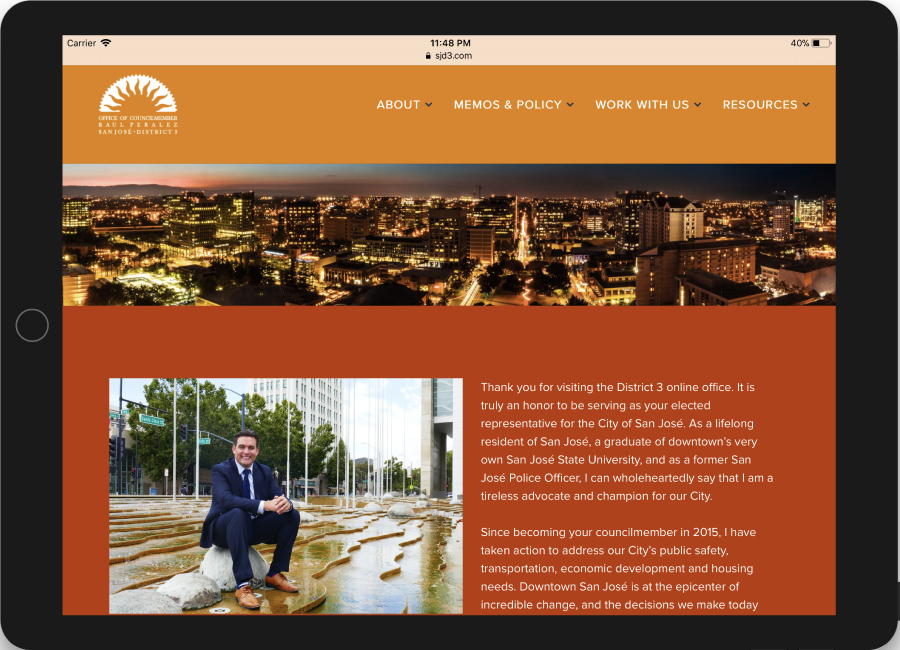 Carrier
11:48 PM
40%
sjd3.com
OFFICE OF COUNCILMEMBER
RAUL PERALEZ
SAN JOSÉ • DISTRICT 3
ABOUT
MEMOS & POLICY
WORK WITH US
RESOURCES
Thank you for visiting the District 3 online office. It is
truly an honor to be serving as your elected
representative for the City of San José. As a lifelong
resident of San José, a graduate of downtown's very
own San José State University, and as a former San
José Police Officer, I can wholeheartedly say that I am a
tireless advocate and champion for our City.
Since becoming your councilmember in 2015, I have
taken action to address our City's public safety,
transportation, economic development and housing
needs. Downtown San José is at the epicenter of
incredible change, and the decisions we make today